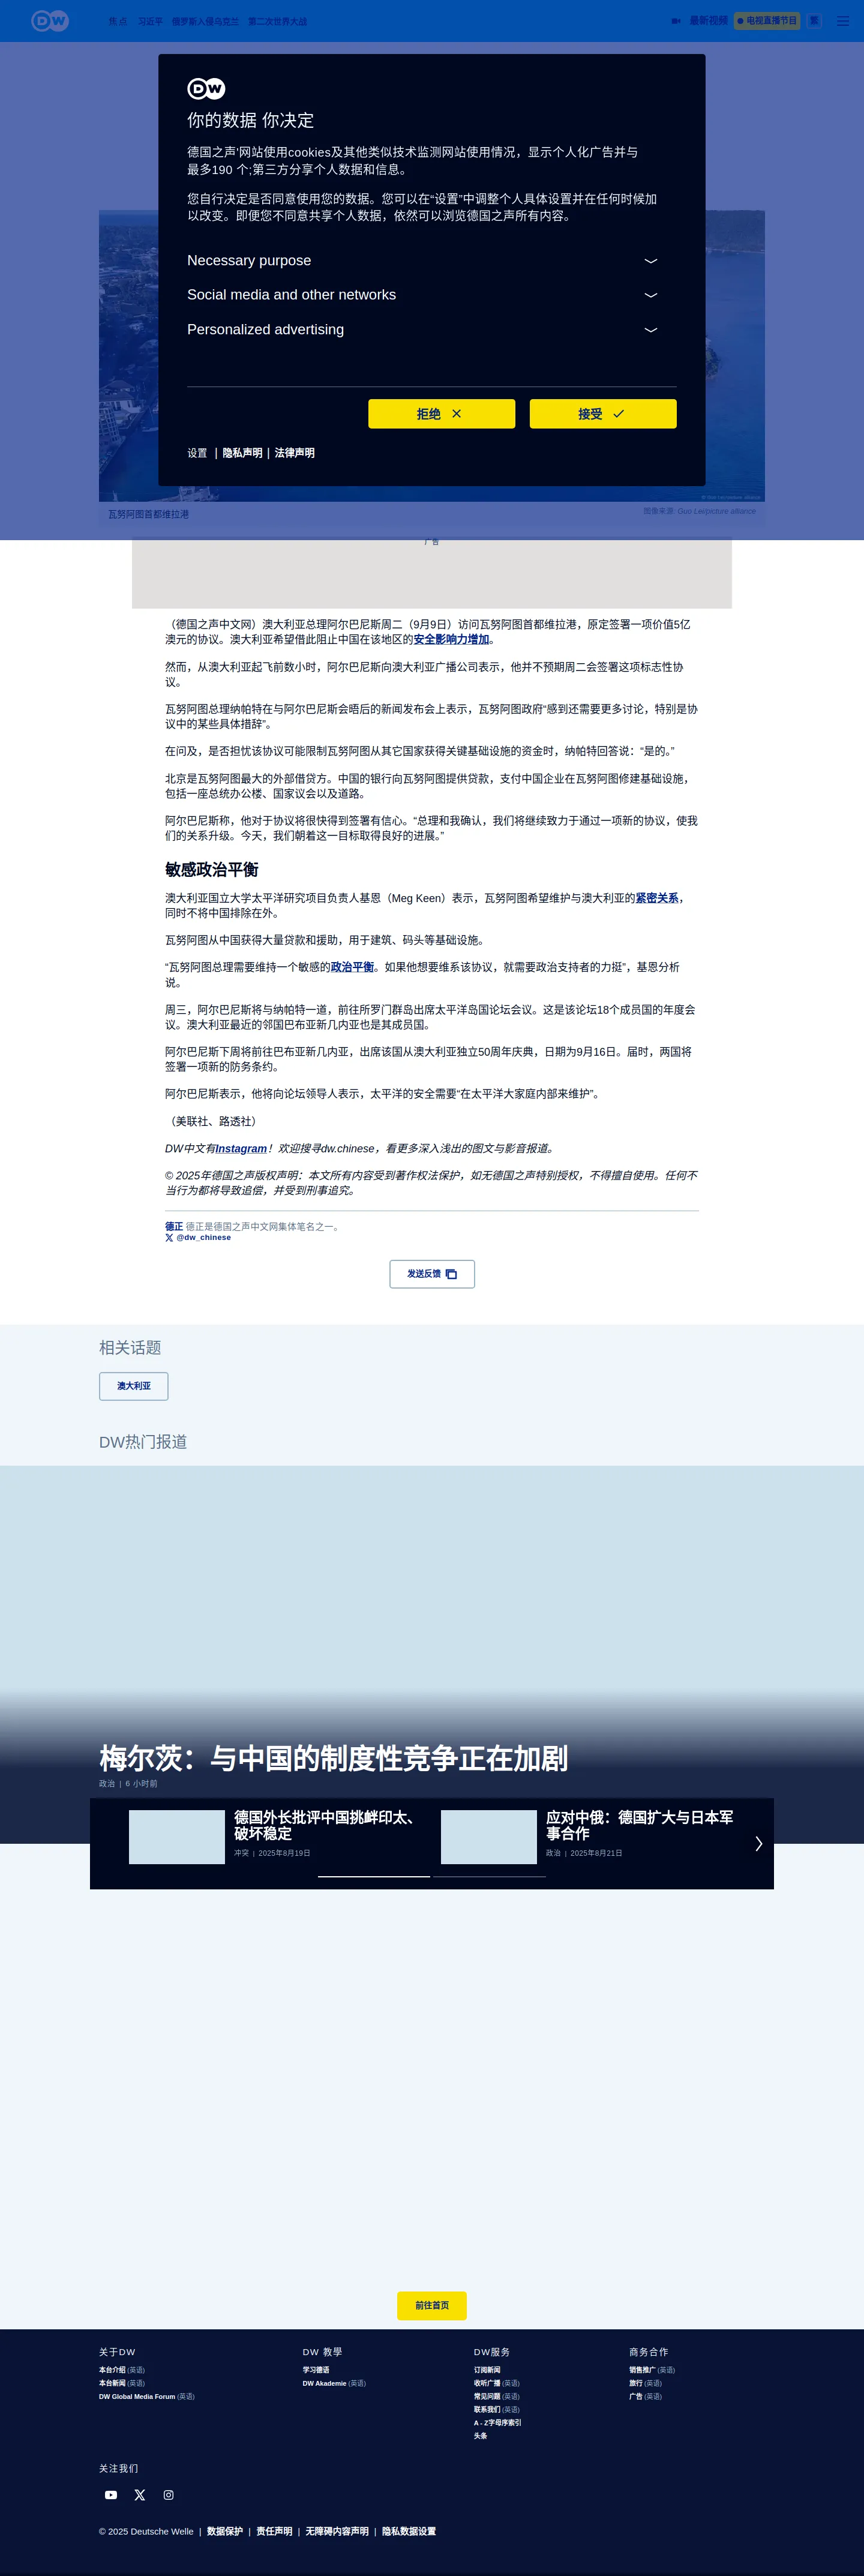 DW
焦点 习近平 俄罗斯入侵乌克兰 第二次世界大战
最新视频 电视直播节目 繁
DW
你的数据 你决定
德国之声'网站使用cookies及其他类似技术监测网站使用情况，显示个人化广告并与
最多190 个;第三方分享个人数据和信息。
您自行决定是否同意使用您的数据。您可以在“设置”中调整个人具体设置并在任何时候加
以改变。即便您不同意共享个人数据，依然可以浏览德国之声所有内容。
Necessary purpose
Social media and other networks
Personalized advertising
拒绝
接受
设置 | 隐私声明 | 法律声明
瓦努阿图首都维拉港
图像来源: Guo Lei/picture alliance
广告
（德国之声中文网）澳大利亚总理阿尔巴尼斯周二（9月9日）访问瓦努阿图首都维拉港，原定签署一项价值5亿
澳元的协议。澳大利亚希望借此阻止中国在该地区的安全影响力增加。
然而，从澳大利亚起飞前数小时，阿尔巴尼斯向澳大利亚广播公司表示，他并不预期周二会签署这项标志性协
议。
瓦努阿图总理纳帕特在与阿尔巴尼斯会晤后的新闻发布会上表示，瓦努阿图政府“感到还需要更多讨论，特别是协
议中的某些具体措辞”。
在问及，是否担忧该协议可能限制瓦努阿图从其它国家获得关键基础设施的资金时，纳帕特回答说：“是的。”
北京是瓦努阿图最大的外部借贷方。中国的银行向瓦努阿图提供贷款，支付中国企业在瓦努阿图修建基础设施，
包括一座总统办公楼、国家议会以及道路。
阿尔巴尼斯称，他对于协议将很快得到签署有信心。“总理和我确认，我们将继续致力于通过一项新的协议，使我
们的关系升级。今天，我们朝着这一目标取得良好的进展。”
敏感政治平衡
澳大利亚国立大学太平洋研究项目负责人基恩（Meg Keen）表示，瓦努阿图希望维护与澳大利亚的紧密关系，
同时不将中国排除在外。
瓦努阿图从中国获得大量贷款和援助，用于建筑、码头等基础设施。
“瓦努阿图总理需要维持一个敏感的政治平衡。如果他想要维系该协议，就需要政治支持者的力挺”，基恩分析
说。
周三，阿尔巴尼斯将与纳帕特一道，前往所罗门群岛出席太平洋岛国论坛会议。这是该论坛18个成员国的年度会
议。澳大利亚最近的邻国巴布亚新几内亚也是其成员国。
阿尔巴尼斯下周将前往巴布亚新几内亚，出席该国从澳大利亚独立50周年庆典，日期为9月16日。届时，两国将
签署一项新的防务条约。
阿尔巴尼斯表示，他将向论坛领导人表示，太平洋的安全需要“在太平洋大家庭内部来维护”。
（美联社、路透社）
DW中文有Instagram！欢迎搜寻dw.chinese，看更多深入浅出的图文与影音报道。
© 2025年德国之声版权声明：本文所有内容受到著作权法保护，如无德国之声特别授权，不得擅自使用。任何不
当行为都将导致追偿，并受到刑事追究。
德正 德正是德国之声中文网集体笔名之一。
@dw_chinese
发送反馈
相关话题
澳大利亚
DW热门报道
梅尔茨：与中国的制度性竞争正在加剧
政治 | 6 小时前
德国外长批评中国挑衅印太、
破坏稳定
冲突 | 2025年8月19日
应对中俄：德国扩大与日本军
事合作
政治 | 2025年8月21日
前往首页
关于DW
本台介绍 (英语)
本台新闻 (英语)
DW Global Media Forum (英语)
DW 教學
学习德语
DW Akademie (英语)
DW服务
订阅新闻
收听广播 (英语)
常见问题 (英语)
联系我们 (英语)
A - Z字母序索引
头条
商务合作
销售推广 (英语)
旅行 (英语)
广告 (英语)
关注我们
© 2025 Deutsche Welle | 数据保护 | 责任声明 | 无障碍内容声明 | 隐私数据设置